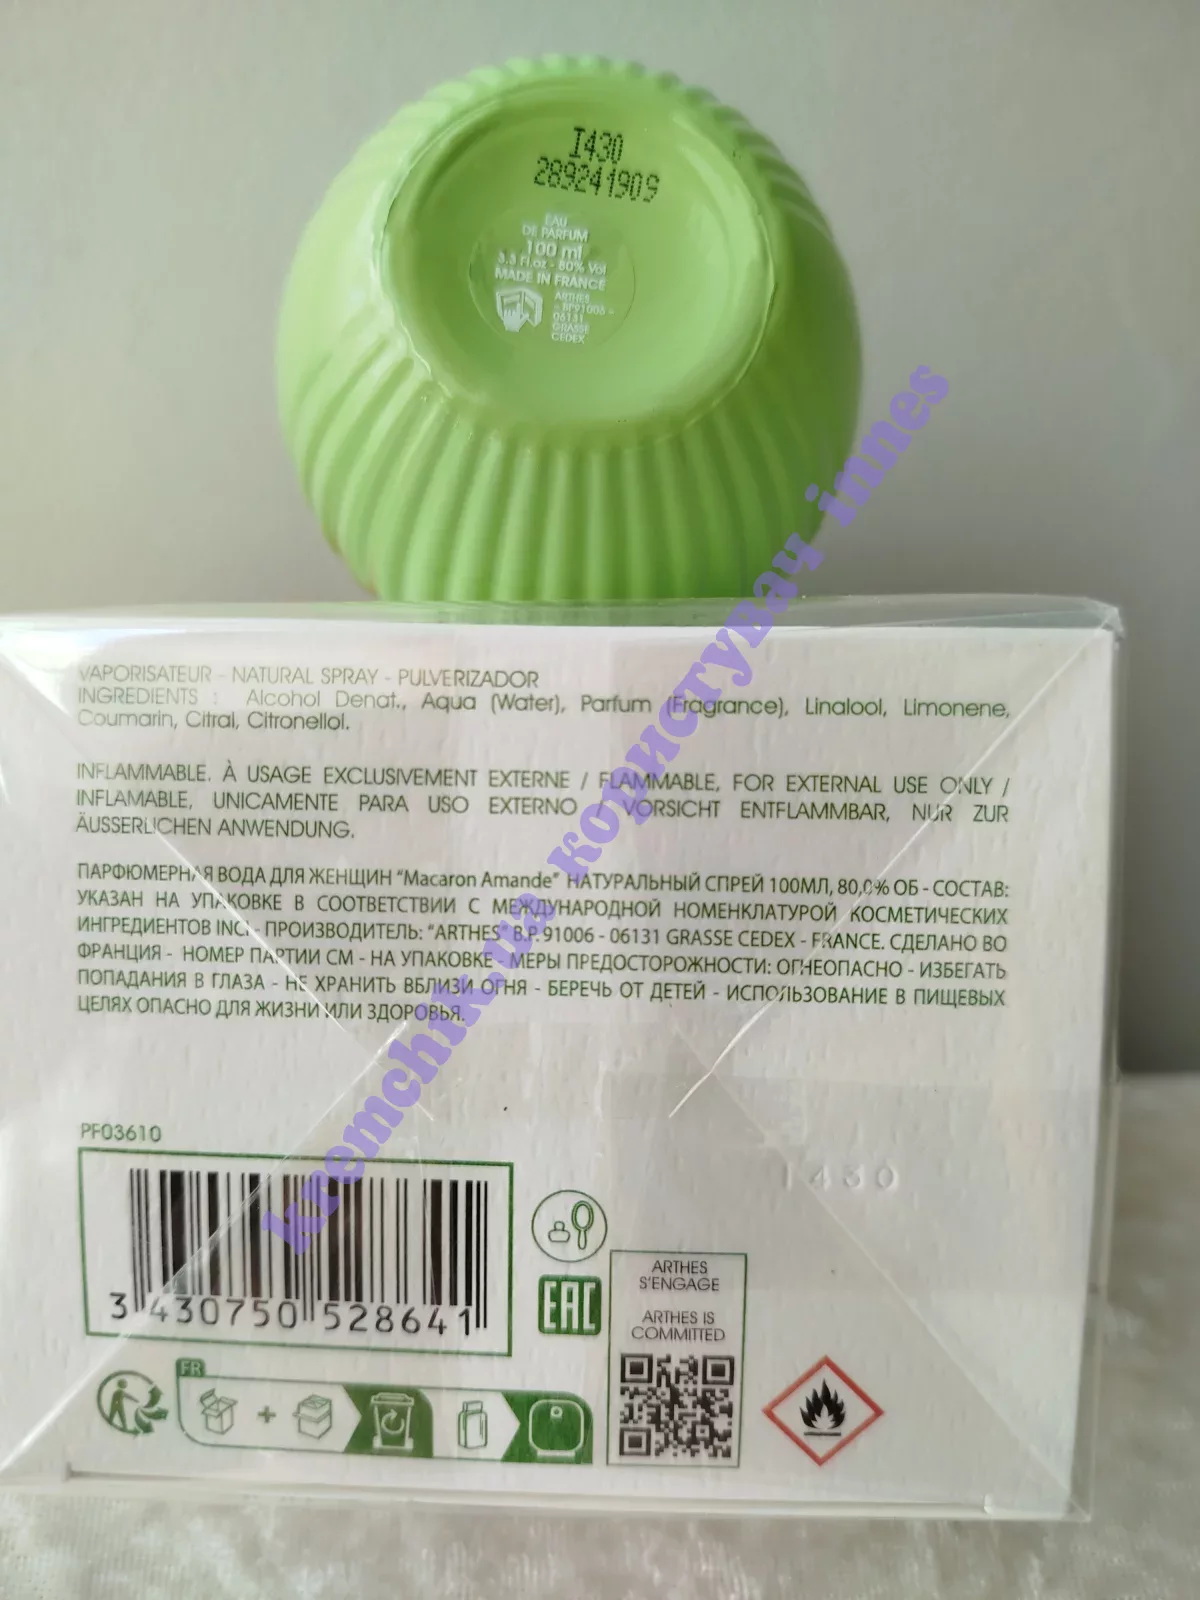 I430
289241909
EAU
DE PARFUM
100 ml
3.3 Fl.oz - 80% Vol
MADE IN FRANCE
ARTHES
- BP91006 -
06131
GRASSE
CEDEX
VAPORISATEUR - NATURAL SPRAY - PULVERIZADOR
INGREDIENTS : Alcohol Denat., Aqua (Water), Parfum (Fragrance), Linalool, Limonene,
Coumarin, Citral, Citronellol.
INFLAMMABLE. À USAGE EXCLUSIVEMENT EXTERNE / FLAMMABLE, FOR EXTERNAL USE ONLY /
INFLAMABLE, UNICAMENTE PARA USO EXTERNO / VORSICHT ENTFLAMMBAR, NUR ZUR
ÄUSSERLICHEN ANWENDUNG.
ПАРФЮМЕРНАЯ ВОДА ДЛЯ ЖЕНЩИН “Macaron Amande” НАТУРАЛЬНЫЙ СПРЕЙ 100МЛ, 80,0% ОБ - СОСТАВ:
УКАЗАН НА УПАКОВКЕ В СООТВЕТСТВИИ С МЕЖДУНАРОДНОЙ НОМЕНКЛАТУРОЙ КОСМЕТИЧЕСКИХ
ИНГРЕДИЕНТОВ INCI - ПРОИЗВОДИТЕЛЬ: “ARTHES” B.P. 91006 - 06131 GRASSE CEDEX - FRANCE. СДЕЛАНО ВО
ФРАНЦИЯ - НОМЕР ПАРТИИ СМ - НА УПАКОВКЕ - МЕРЫ ПРЕДОСТОРОЖНОСТИ: ОГНЕОПАСНО - ИЗБЕГАТЬ
ПОПАДАНИЯ В ГЛАЗА - НЕ ХРАНИТЬ ВБЛИЗИ ОГНЯ - БЕРЕЧЬ ОТ ДЕТЕЙ - ИСПОЛЬЗОВАНИЕ В ПИЩЕВЫХ
ЦЕЛЯХ ОПАСНО ДЛЯ ЖИЗНИ ИЛИ ЗДОРОВЬЯ.
PF03610
I430
3 430750 528641
EAC
ARTHES
S'ENGAGE
ARTHES IS
COMMITTED
FR
kremchik.ua користувач innes